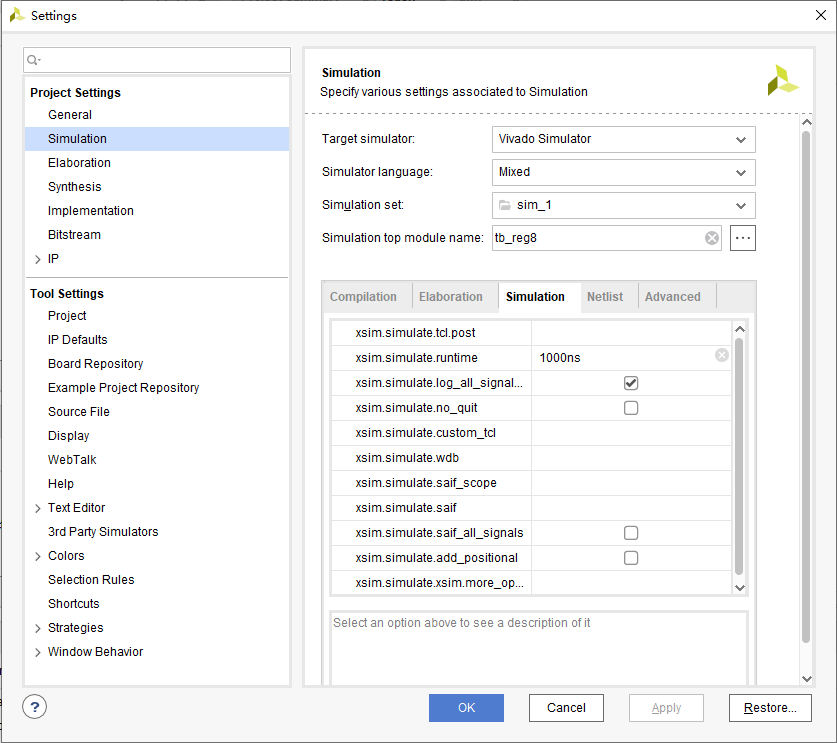 Settings
Project Settings
General
Simulation
Elaboration
Synthesis
Implementation
Bitstream
IP
Tool Settings
Project
IP Defaults
Board Repository
Example Project Repository
Source File
Display
WebTalk
Help
Text Editor
3rd Party Simulators
Colors
Selection Rules
Shortcuts
Strategies
Window Behavior
Simulation
Specify various settings associated to Simulation
Target simulator: Vivado Simulator
Simulator language: Mixed
Simulation set: sim_1
Simulation top module name: tb_reg8 ...
Compilation Elaboration Simulation Netlist Advanced
xsim.simulate.tcl.post
xsim.simulate.runtime 1000ns
xsim.simulate.log_all_signal...
xsim.simulate.no_quit
xsim.simulate.custom_tcl
xsim.simulate.wdb
xsim.simulate.saif_scope
xsim.simulate.saif
xsim.simulate.saif_all_signals
xsim.simulate.add_positional
xsim.simulate.xsim.more_op...
Select an option above to see a description of it
? OK Cancel Apply Restore...